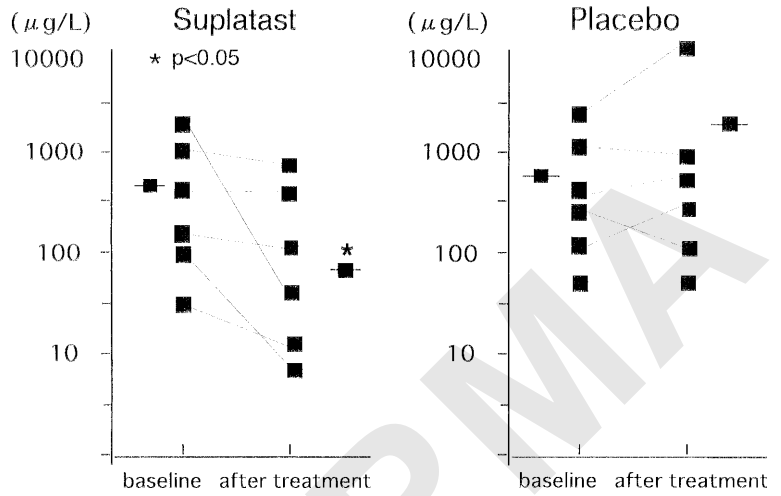 Suplatast
(μg/L)
10000
* p<0.05
1000
100
*
10
baseline after treatment
Placebo
(μg/L)
10000
1000
100
10
baseline after treatment
PMA